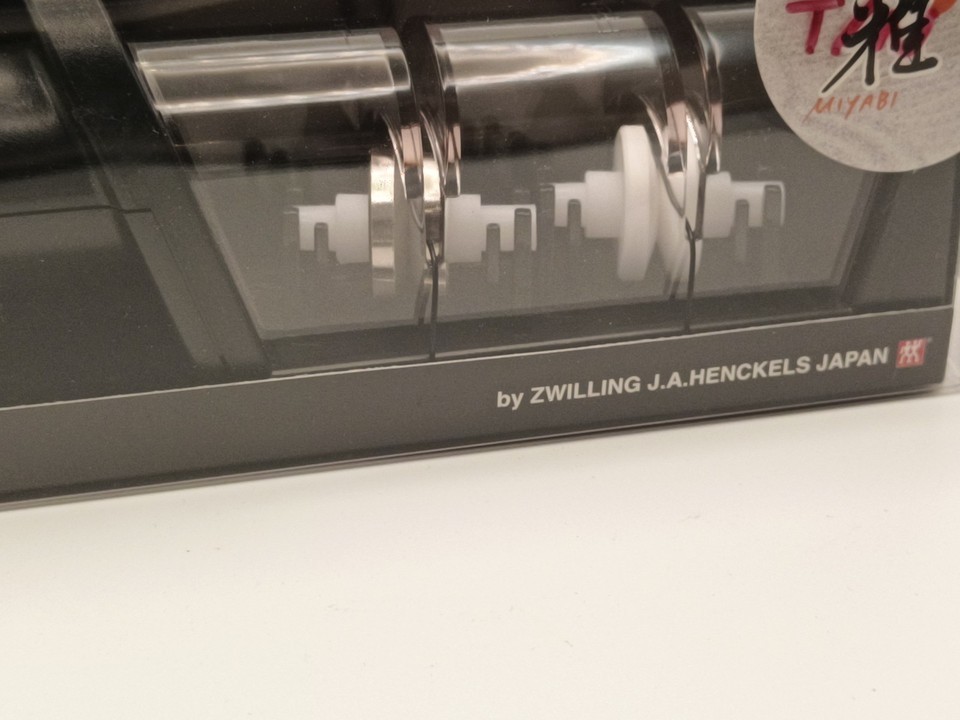 雅
MIYABI
by ZWILLING J.A.HENCKELS JAPAN